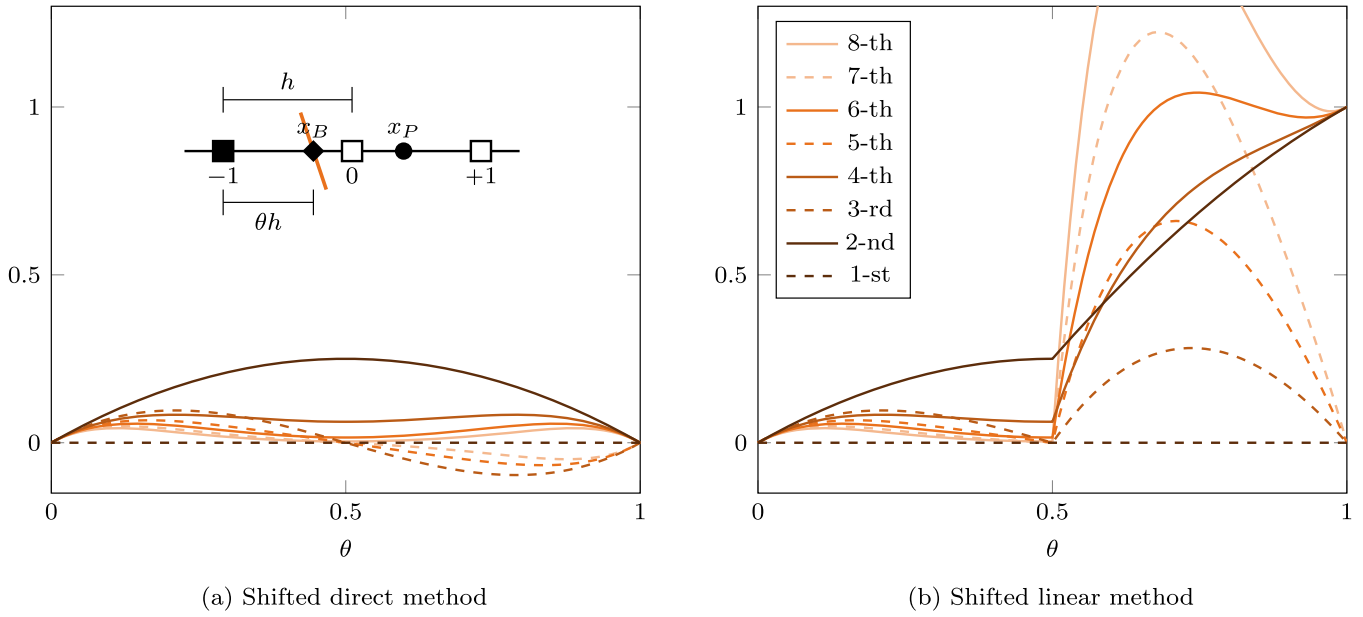 1
0.5
0
0
0.5
1
θ
h
x_B
x_P
−1
0
+1
θh
(a) Shifted direct method
1
0.5
0
0
0.5
1
θ
8-th
7-th
6-th
5-th
4-th
3-rd
2-nd
1-st
(b) Shifted linear method